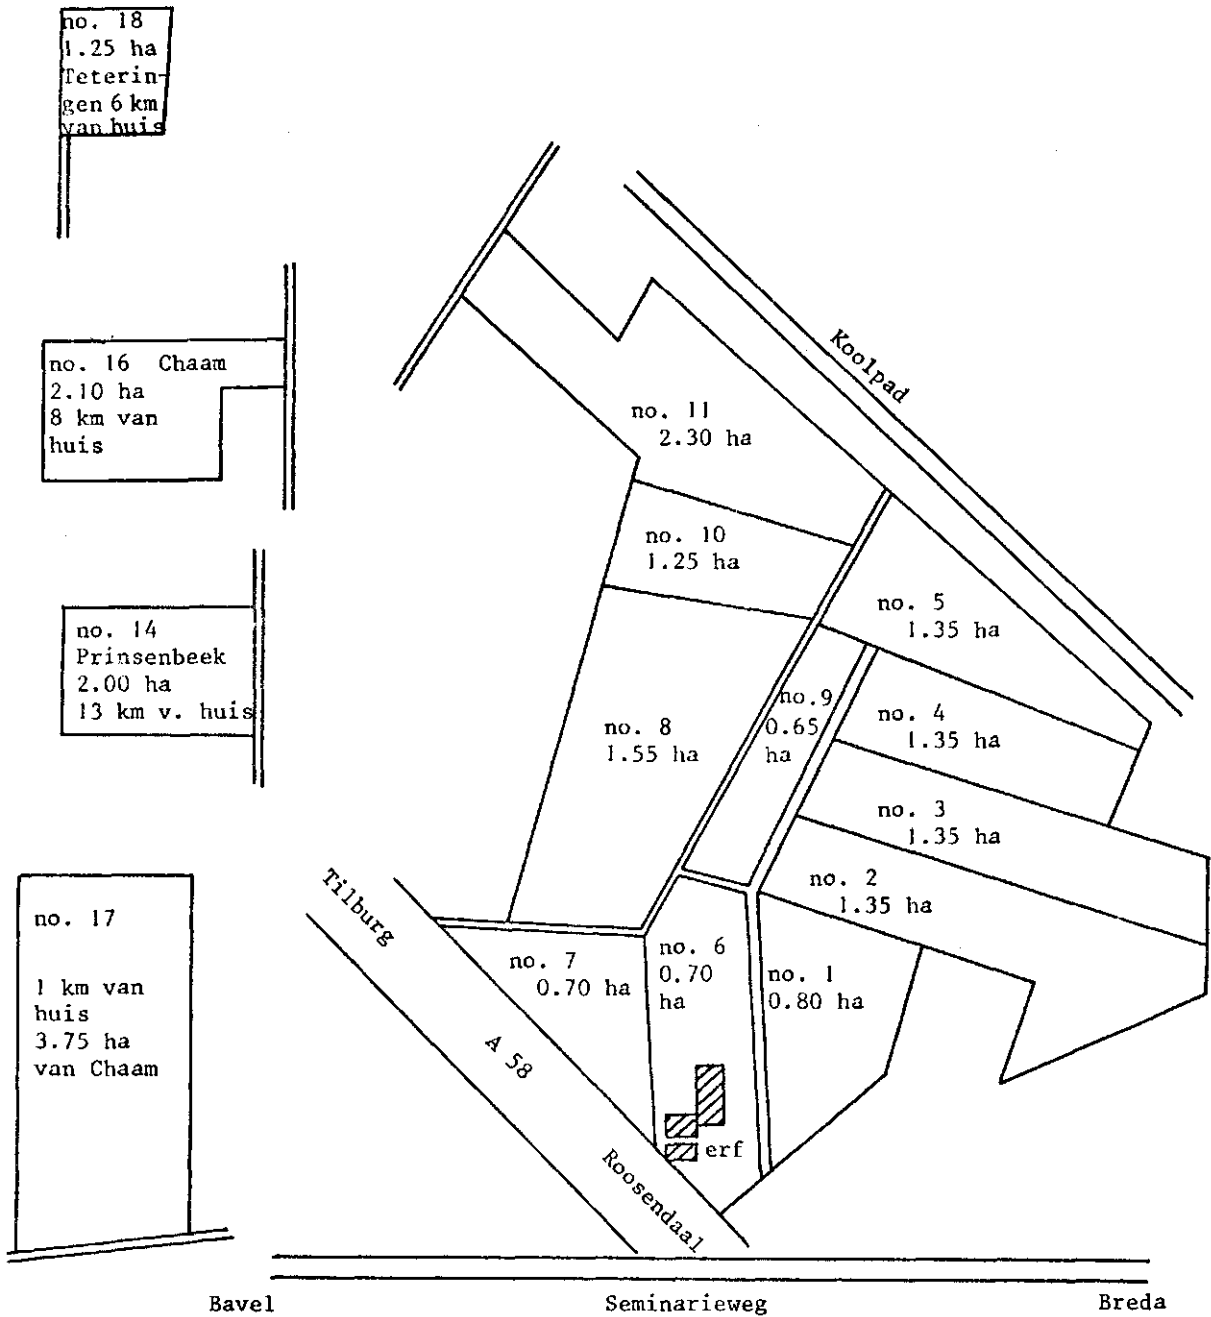 no. 18
1.25 ha
Teterin-
gen 6 km
van huis
no. 16 Chaam
2.10 ha
8 km van
huis
no. 14
Prinsenbeek
2.00 ha
13 km v. huis
no. 17
1 km van
huis
3.75 ha
van Chaam
Koolpad
no. 11
2.30 ha
no. 10
1.25 ha
no. 5
1.35 ha
no. 9
0.65
ha
no. 8
1.55 ha
no. 4
1.35 ha
no. 3
1.35 ha
no. 2
1.35 ha
Tilburg
no. 7
0.70 ha
no. 6
0.70
ha
no. 1
0.80 ha
A 58
erf
Roosendaal
Bavel
Seminarieweg
Breda